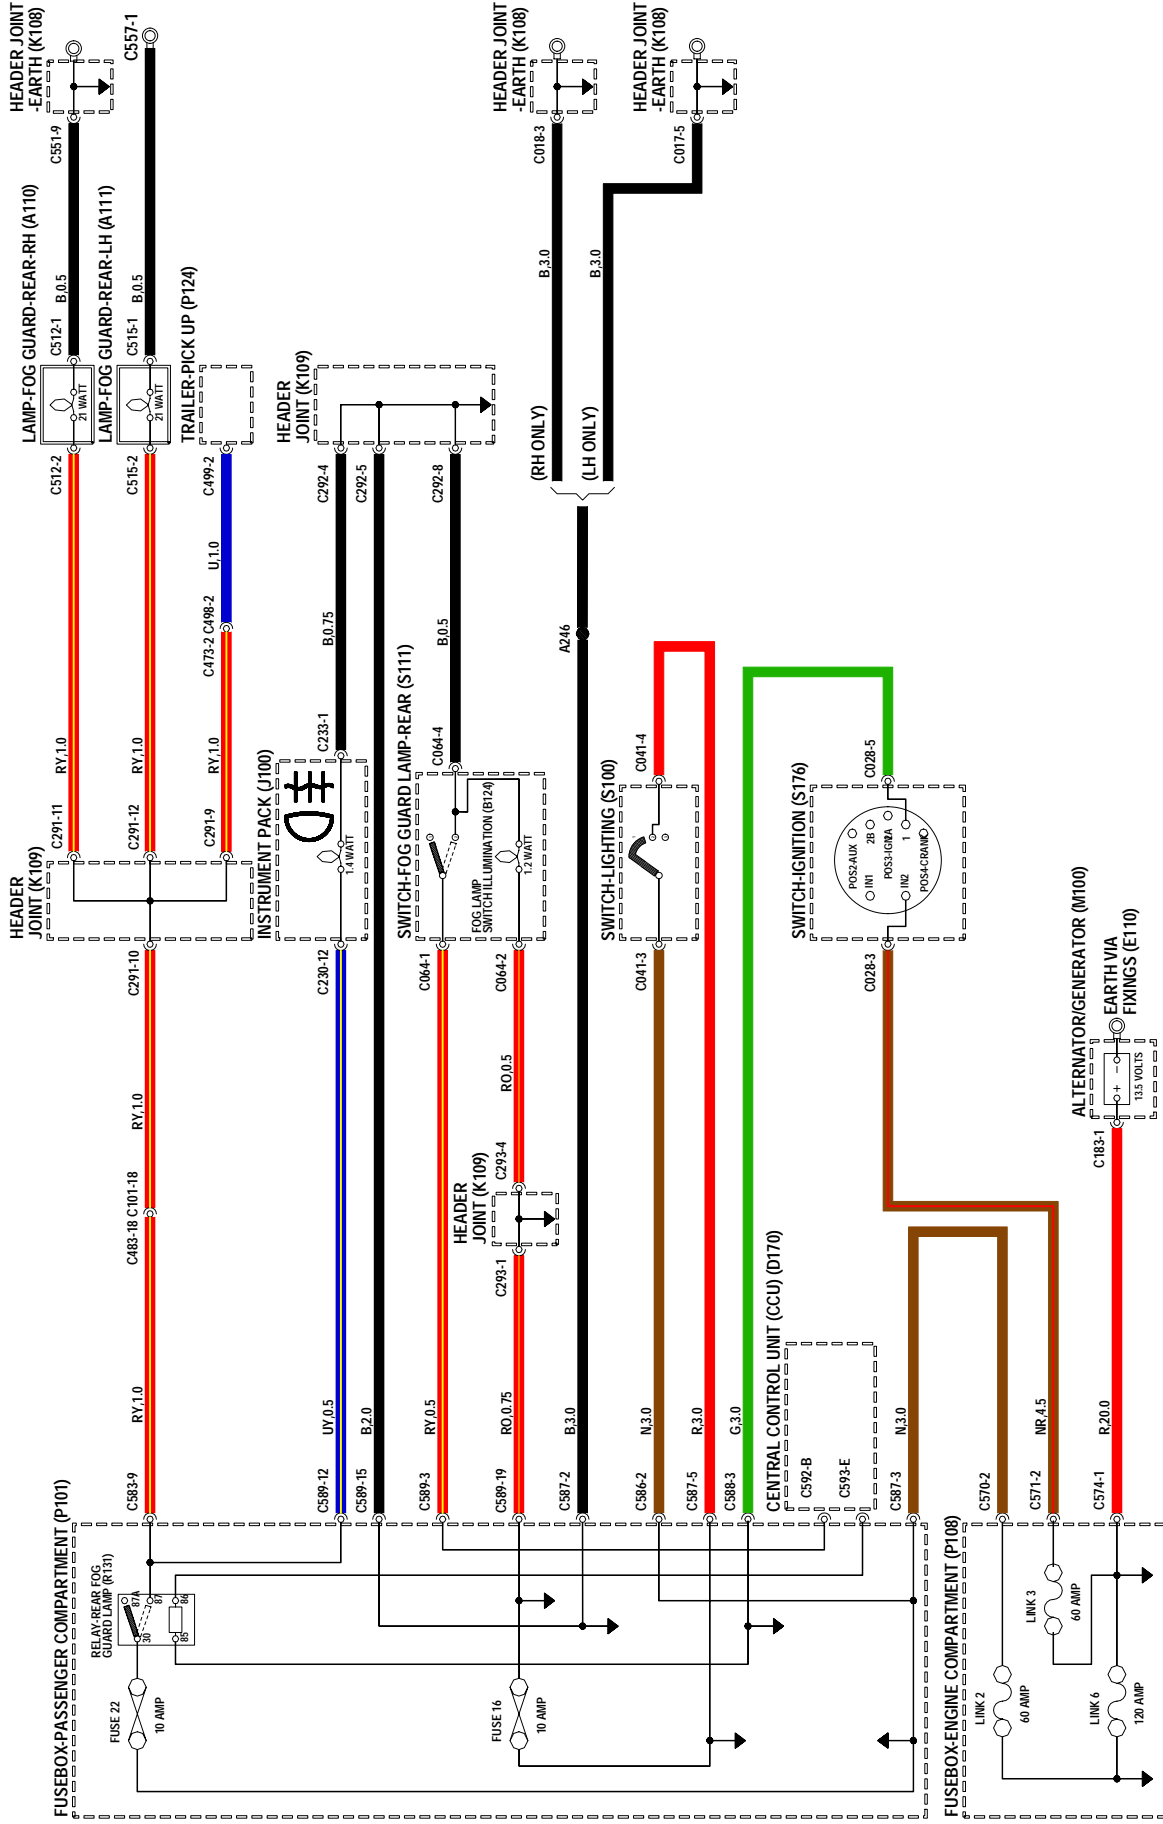 FUSEBOX-PASSENGER COMPARTMENT (P101)
FUSE 22
10 AMP
RELAY-REAR FOG
GUARD LAMP (R131)
30
87A
87
85
86
FUSE 16
10 AMP
FUSEBOX-ENGINE COMPARTMENT (P108)
LINK 2
60 AMP
LINK 3
60 AMP
LINK 6
120 AMP
C583-9
C589-12
C589-15
C589-3
C589-19
C587-2
C586-2
C587-5
C588-3
CENTRAL CONTROL UNIT (CCU) (D170)
C592-B
C593-E
C587-3
C570-2
C571-2
C574-1
RY,1.0
UY,0.5
B,2.0
RY,0.5
RO,0.75
B,3.0
N,3.0
R,3.0
G,3.0
N,3.0
NR,4.5
R,20.0
C483-18
C101-18
RY,1.0
C293-1
HEADER
JOINT (K109)
C293-4
RO,0.5
C183-1
ALTERNATOR/GENERATOR (M100)
13.5 VOLTS
+
-
EARTH VIA
FIXINGS (E110)
C291-10
C230-12
C064-1
C064-2
C041-3
C028-3
HEADER
JOINT (K109)
INSTRUMENT PACK (J100)
1.4 WATT
SWITCH-FOG GUARD LAMP-REAR (S111)
FOG LAMP
SWITCH ILLUMINATION (B124)
1.2 WATT
SWITCH-LIGHTING (S100)
SWITCH-IGNITION (S176)
POS2-AUX
IN1
2B
POS3-IGN
2A
IN2
1
POS4-CRANK
C291-11
C291-12
C291-9
C233-1
C064-4
C041-4
C028-5
RY,1.0
RY,1.0
RY,1.0
C473-2
C498-2
U,1.0
B,0.75
B,0.5
A246
C512-2
C515-2
C499-2
C292-4
C292-5
C292-8
(RH ONLY)
(LH ONLY)
LAMP-FOG GUARD-REAR-RH (A110)
21 WATT
LAMP-FOG GUARD-REAR-LH (A111)
21 WATT
TRAILER-PICK UP (P124)
HEADER
JOINT (K109)
C512-1
C515-1
B,0.5
B,0.5
B,3.0
B,3.0
C551-9
C557-1
C018-3
C017-5
HEADER JOINT
-EARTH (K108)
HEADER JOINT
-EARTH (K108)
HEADER JOINT
-EARTH (K108)